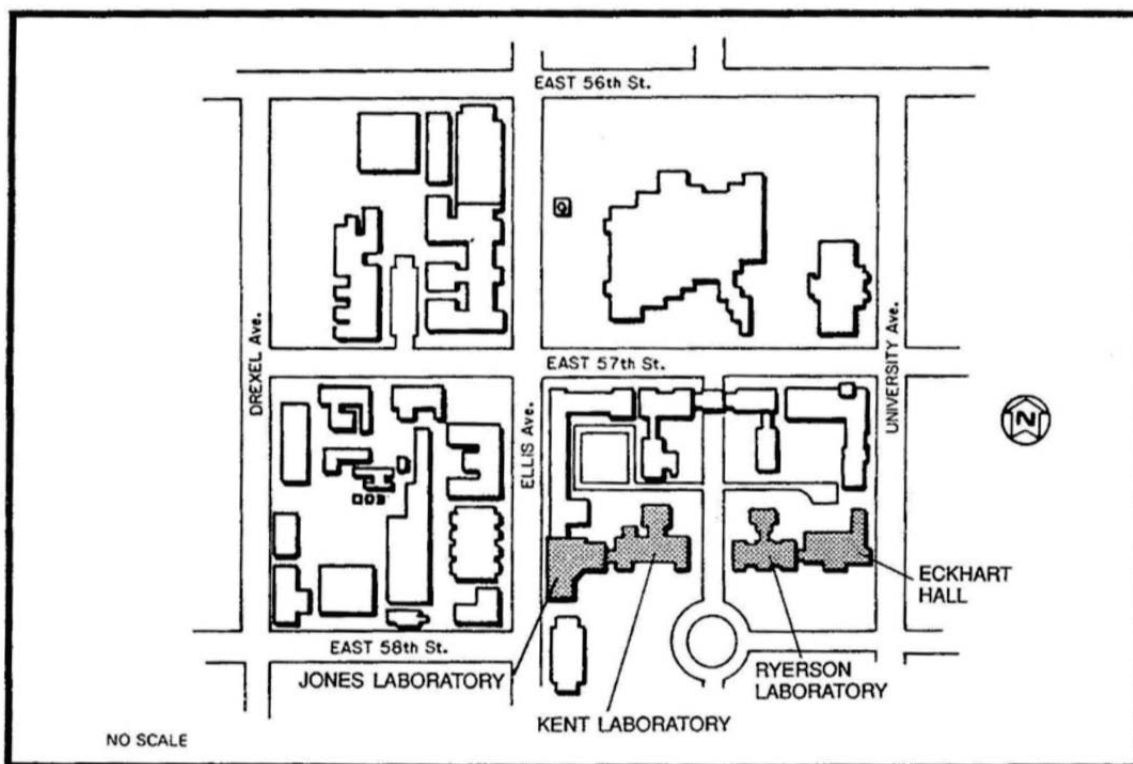 EAST 56th St.
EAST 57th St.
DREXEL Ave.
ELLIS Ave.
UNIVERSITY Ave.
N
ECKHART
HALL
EAST 58th St.
JONES LABORATORY
RYERSON
LABORATORY
KENT LABORATORY
NO SCALE